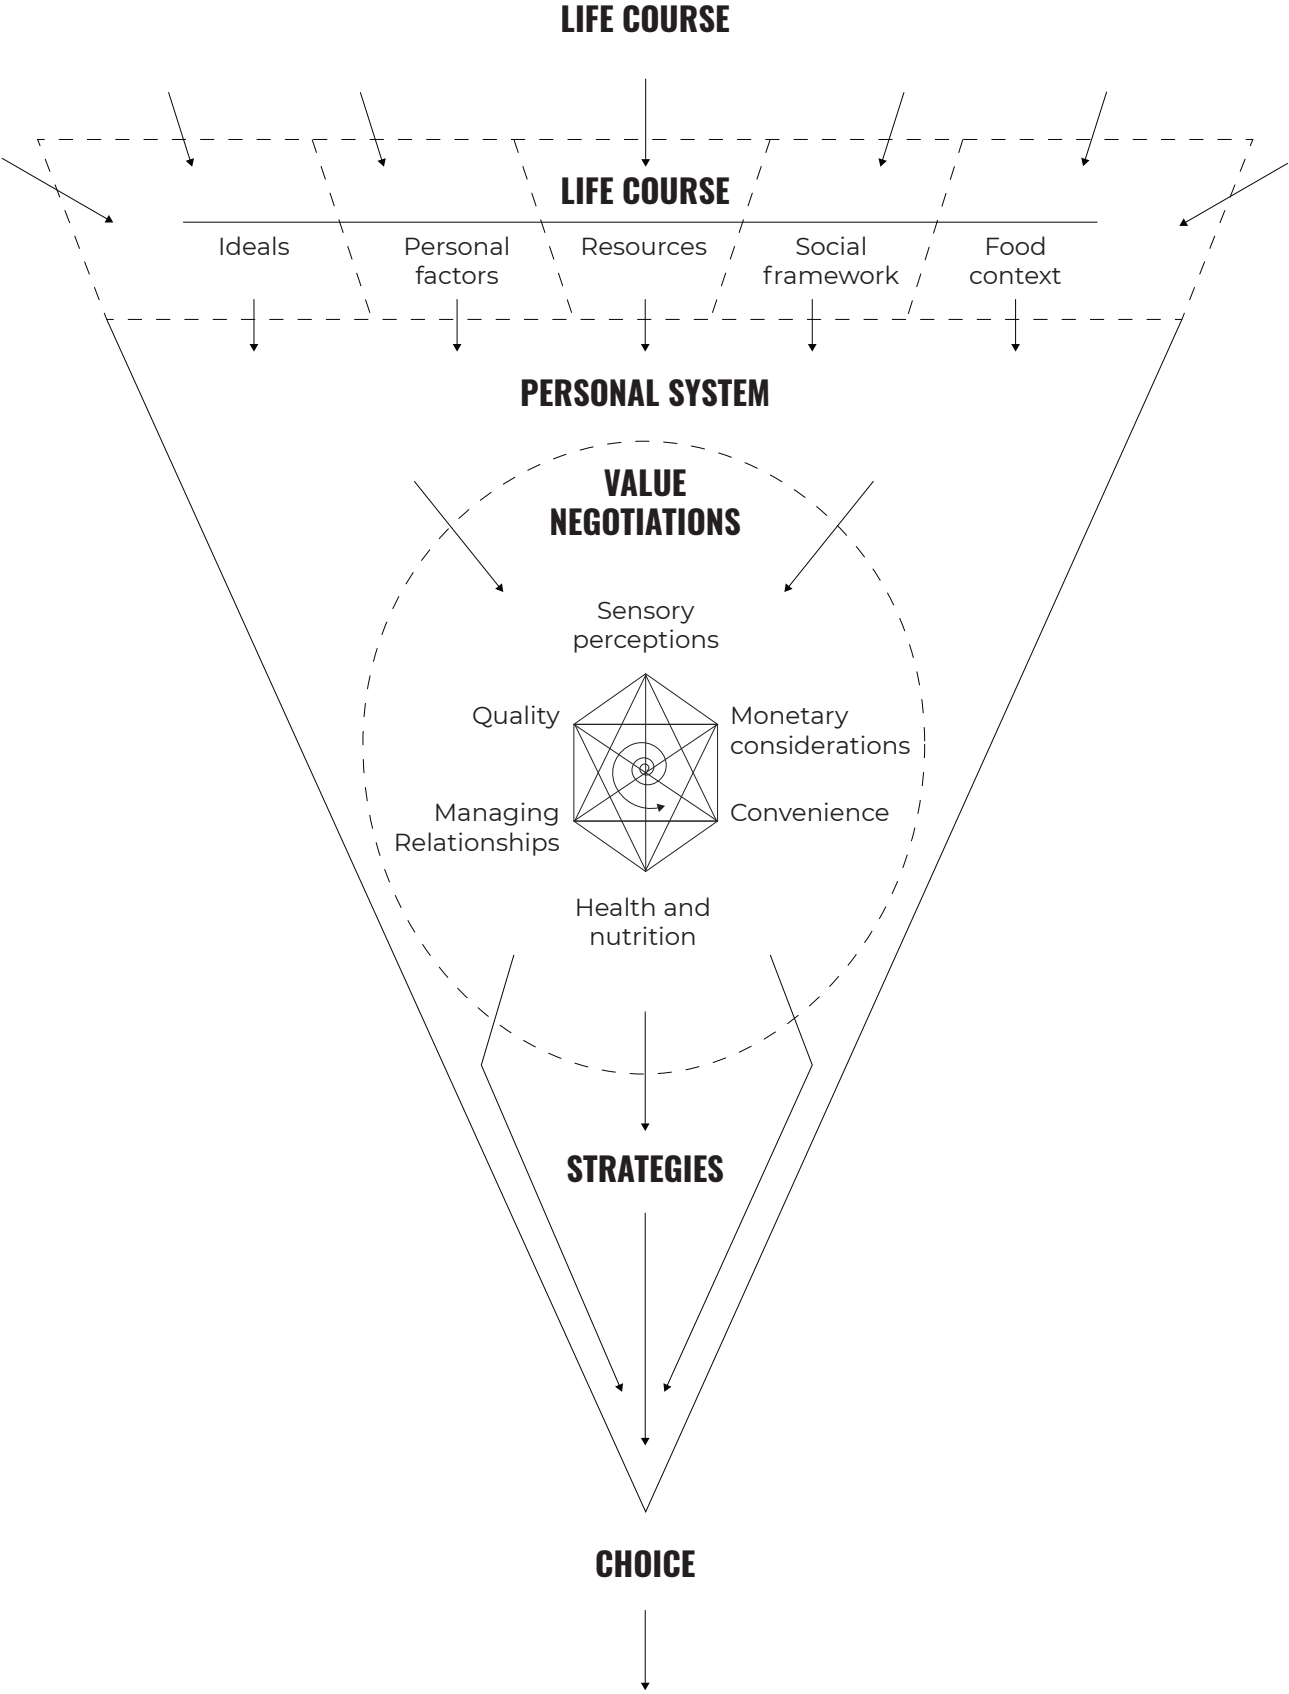 LIFE COURSE
LIFE COURSE
Ideals
Personal
factors
Resources
Social
framework
Food
context
PERSONAL SYSTEM
VALUE
NEGOTIATIONS
Sensory
perceptions
Quality
Monetary
considerations
Managing
Relationships
Convenience
Health and
nutrition
STRATEGIES
CHOICE